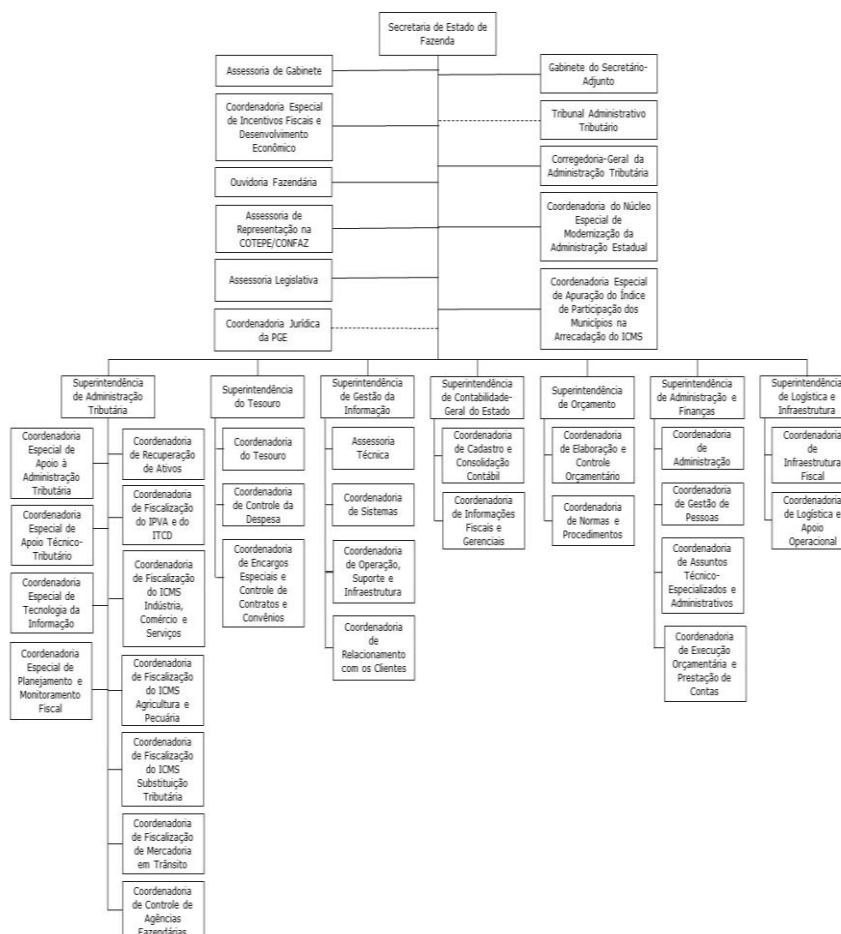 Secretaria de Estado de
Fazenda
Assessoria de Gabinete
Gabinete do Secretário-
Adjunto
Coordenadoria Especial
de Incentivos Fiscais e
Desenvolvimento
Econômico
Tribunal Administrativo
Tributário
Ouvidoria Fazendária
Corregedoria-Geral da
Administração Tributária
Assessoria de
Representação na
COTEPE/CONFAZ
Coordenadoria do Núcleo
Especial de
Modernização da
Administração Estadual
Assessoria Legislativa
Coordenadoria Especial
de Apuração do Índice
de Participação dos
Municípios na
Arrecadação do ICMS
Coordenadoria Jurídica
da PGE
Superintendência
de Administração
Tributária
Coordenadoria
Especial de
Apoio à
Administração
Tributária
Coordenadoria
Especial de
Apoio Técnico-
Tributário
Coordenadoria
Especial de
Tecnologia da
Informação
Coordenadoria
Especial de
Planejamento e
Monitoramento
Fiscal
Coordenadoria
de Recuperação
de Ativos
Coordenadoria
de Fiscalização
do IPVA e do
ITCD
Coordenadoria
de Fiscalização
do ICMS
Indústria,
Comércio e
Serviços
Coordenadoria
de Fiscalização
do ICMS
Agricultura e
Pecuária
Coordenadoria
de Fiscalização
do ICMS
Substituição
Tributária
Coordenadoria
de Fiscalização
de Mercadoria
em Trânsito
Coordenadoria
de Controle de
Agências
Fazendárias
Superintendência
do Tesouro
Coordenadoria
do Tesouro
Coordenadoria
de Controle da
Despesa
Coordenadoria
de Encargos
Especiais e
Controle de
Contratos e
Convênios
Superintendência
de Gestão da
Informação
Assessoria
Técnica
Coordenadoria
de Sistemas
Coordenadoria
de Operação,
Suporte e
Infraestrutura
Coordenadoria
de
Relacionamento
com os Clientes
Superintendência
de Contabilidade-
Geral do Estado
Coordenadoria
de Cadastro e
Consolidação
Contábil
Coordenadoria
de Informações
Fiscais e
Gerenciais
Superintendência
de Orçamento
Coordenadoria
de Elaboração e
Controle
Orçamentário
Coordenadoria
de Normas e
Procedimentos
Superintendência
de Administração e
Finanças
Coordenadoria
de
Administração
Coordenadoria
de Gestão de
Pessoas
Coordenadoria
de Assuntos
Técnico-
Especializados e
Administrativos
Coordenadoria
de Execução
Orçamentária e
Prestação de
Contas
Superintendência
de Logística e
Infraestrutura
Coordenadoria
de
Infraestrutura
Fiscal
Coordenadoria
de Logística e
Apoio
Operacional